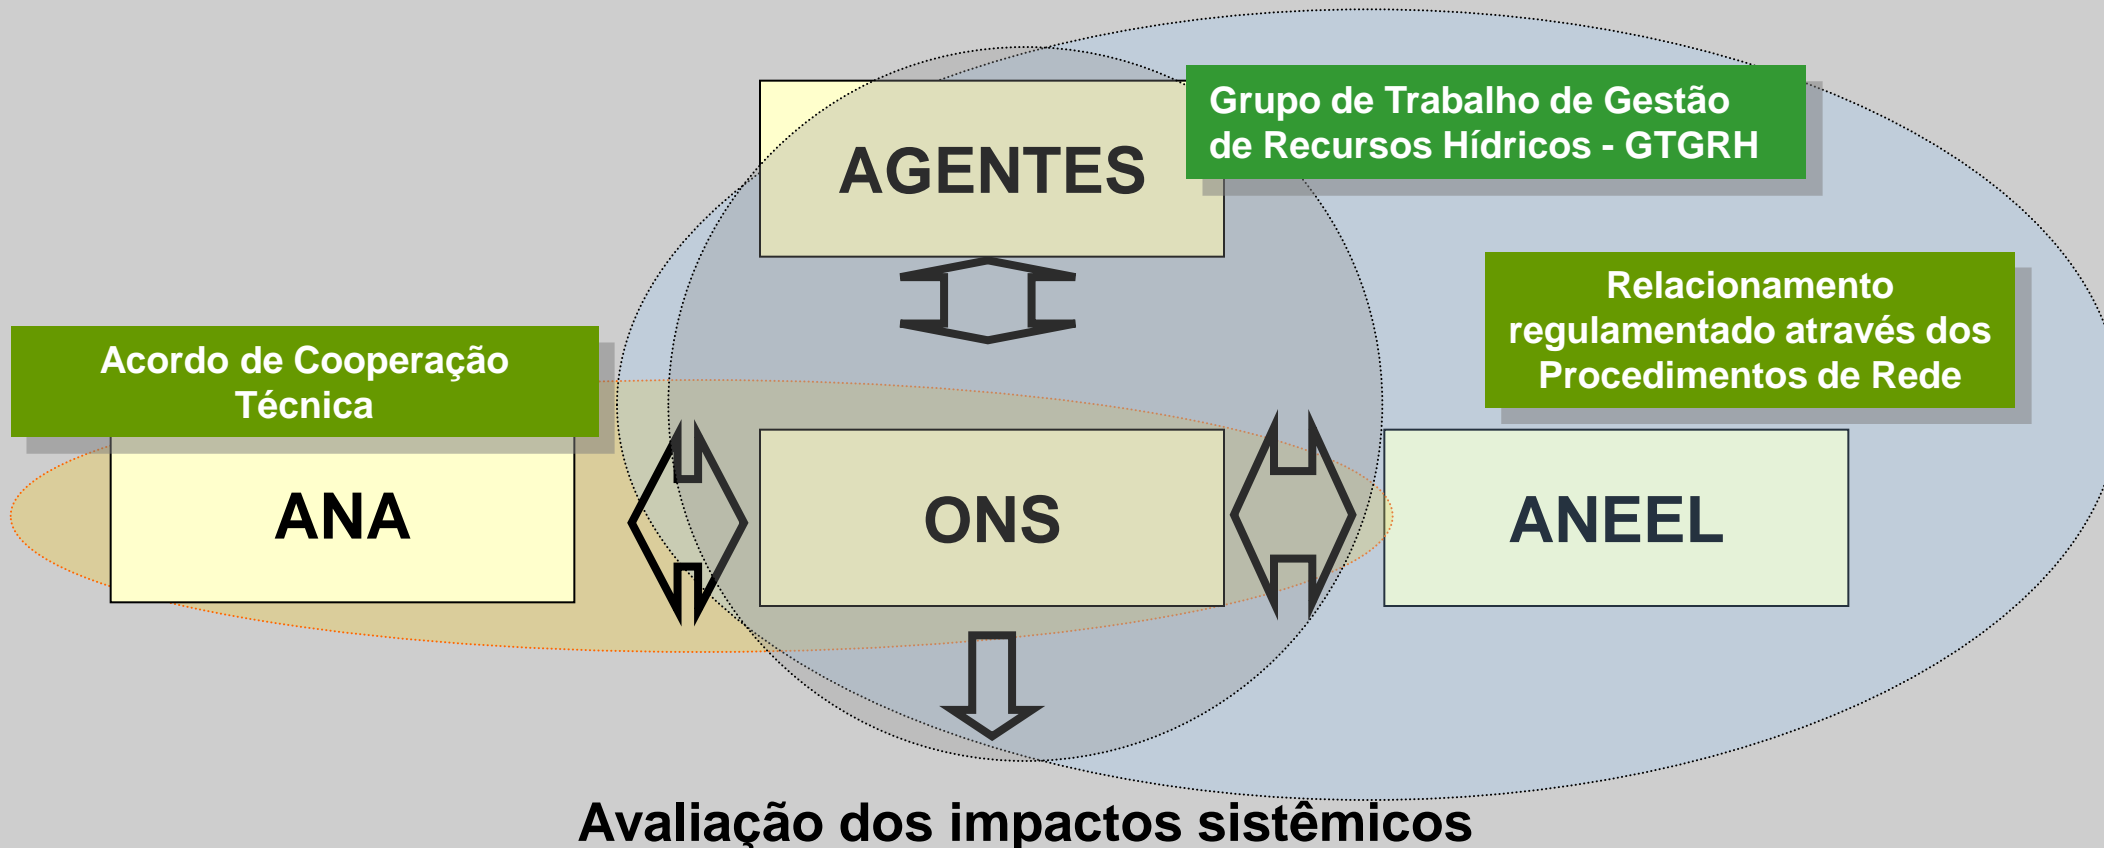 Grupo de Trabalho de Gestão
de Recursos Hídricos - GTGRH
AGENTES
Relacionamento
regulamentado através dos
Procedimentos de Rede
Acordo de Cooperação
Técnica
ANA
ONS
ANEEL
Avaliação dos impactos sistêmicos